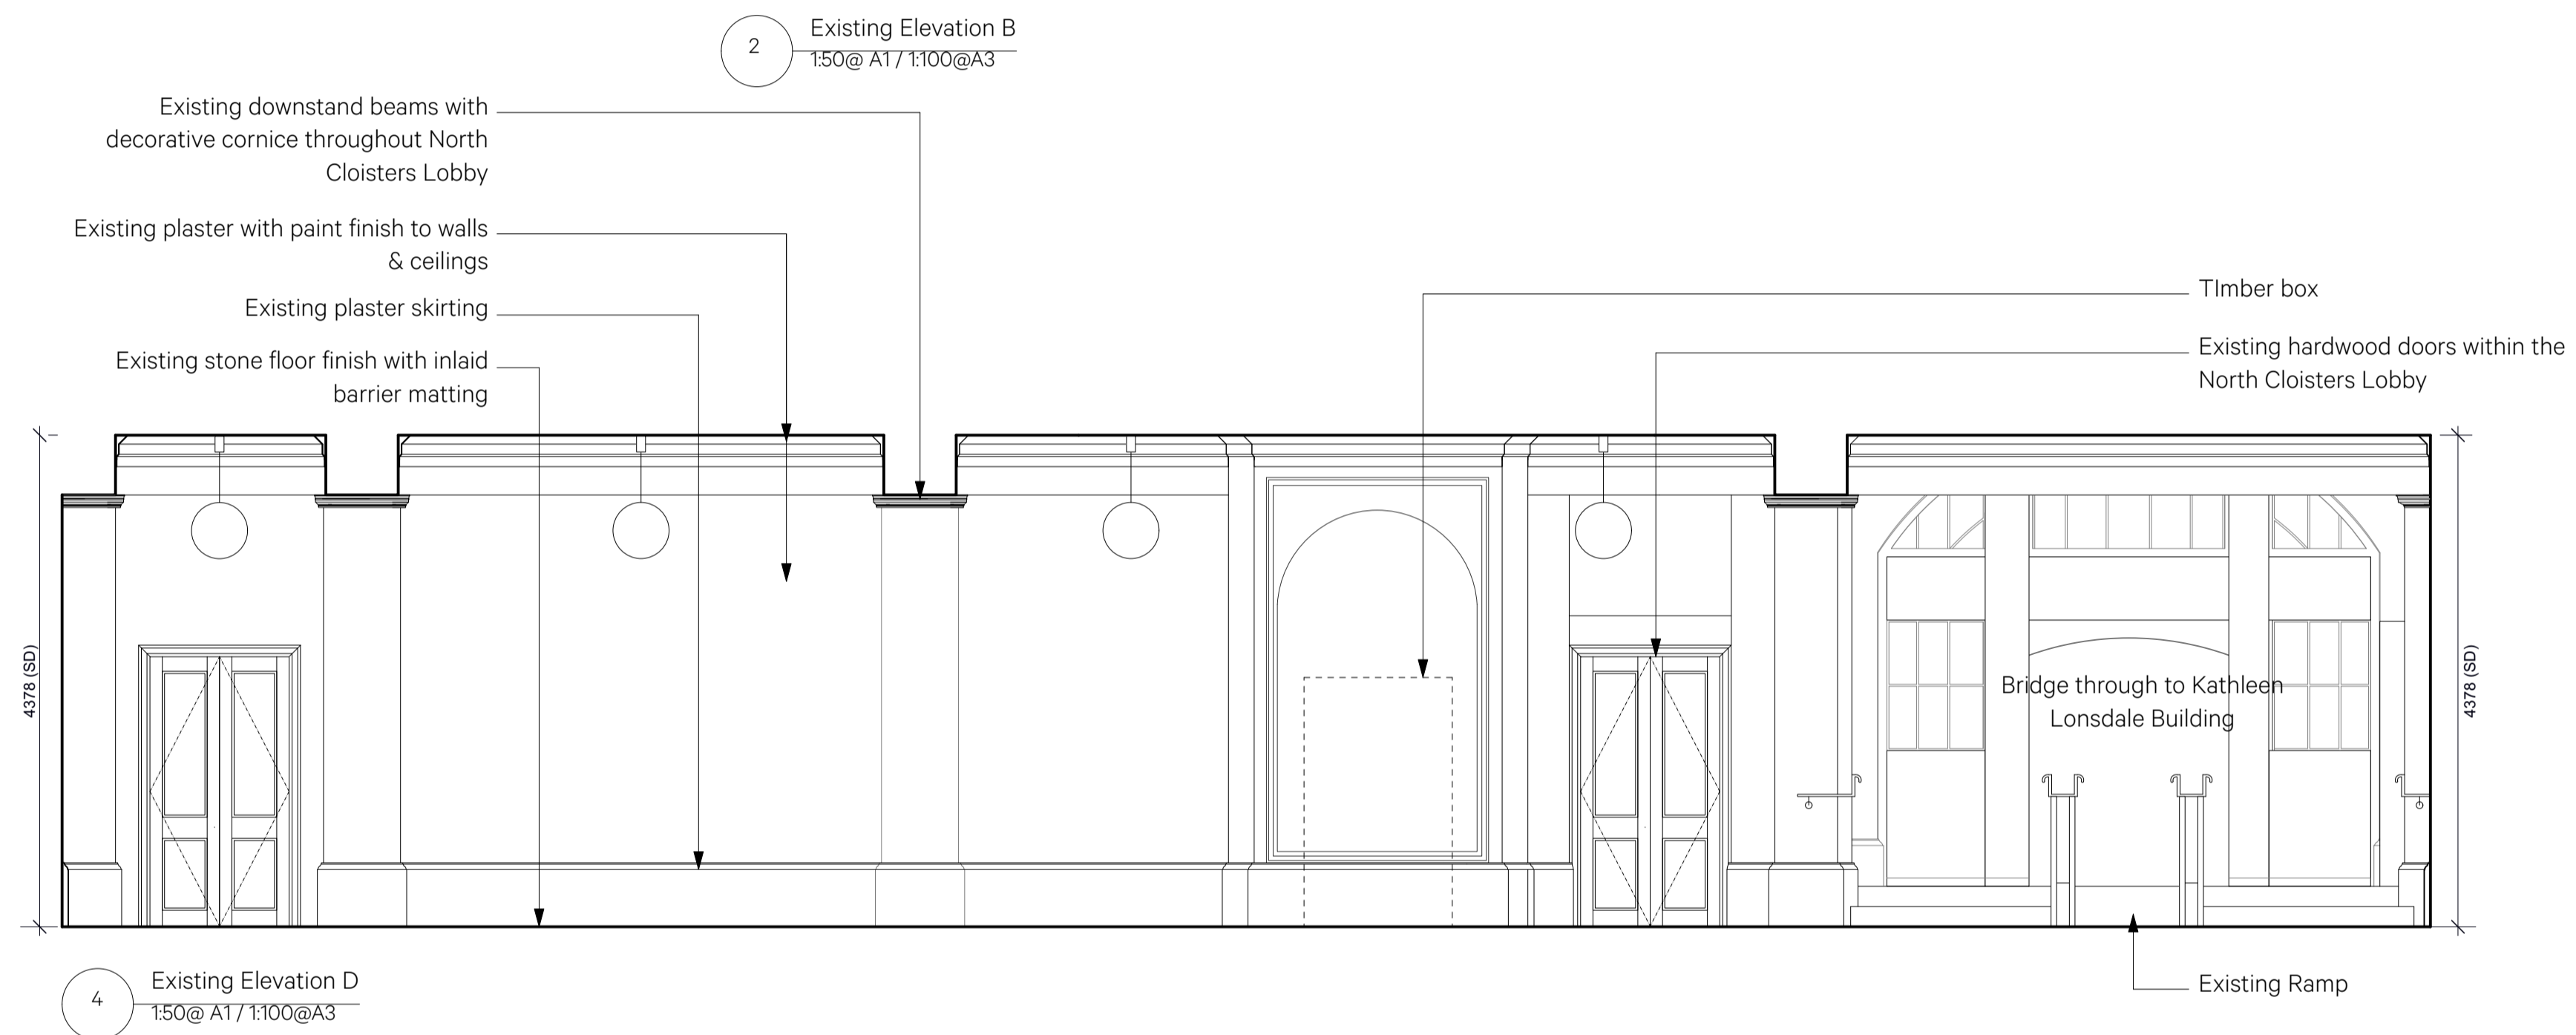 2
Existing Elevation B
1:50@ A1 / 1:100@A3
Existing downstand beams with
decorative cornice throughout North
Cloisters Lobby
Existing plaster with paint finish to walls
& ceilings
Existing plaster skirting
Existing stone floor finish with inlaid
barrier matting
TImber box
Existing hardwood doors within the
North Cloisters Lobby
4378 (SD)
Bridge through to Kathleen
Lonsdale Building
4378 (SD)
4
Existing Elevation D
1:50@ A1 / 1:100@A3
Existing Ramp